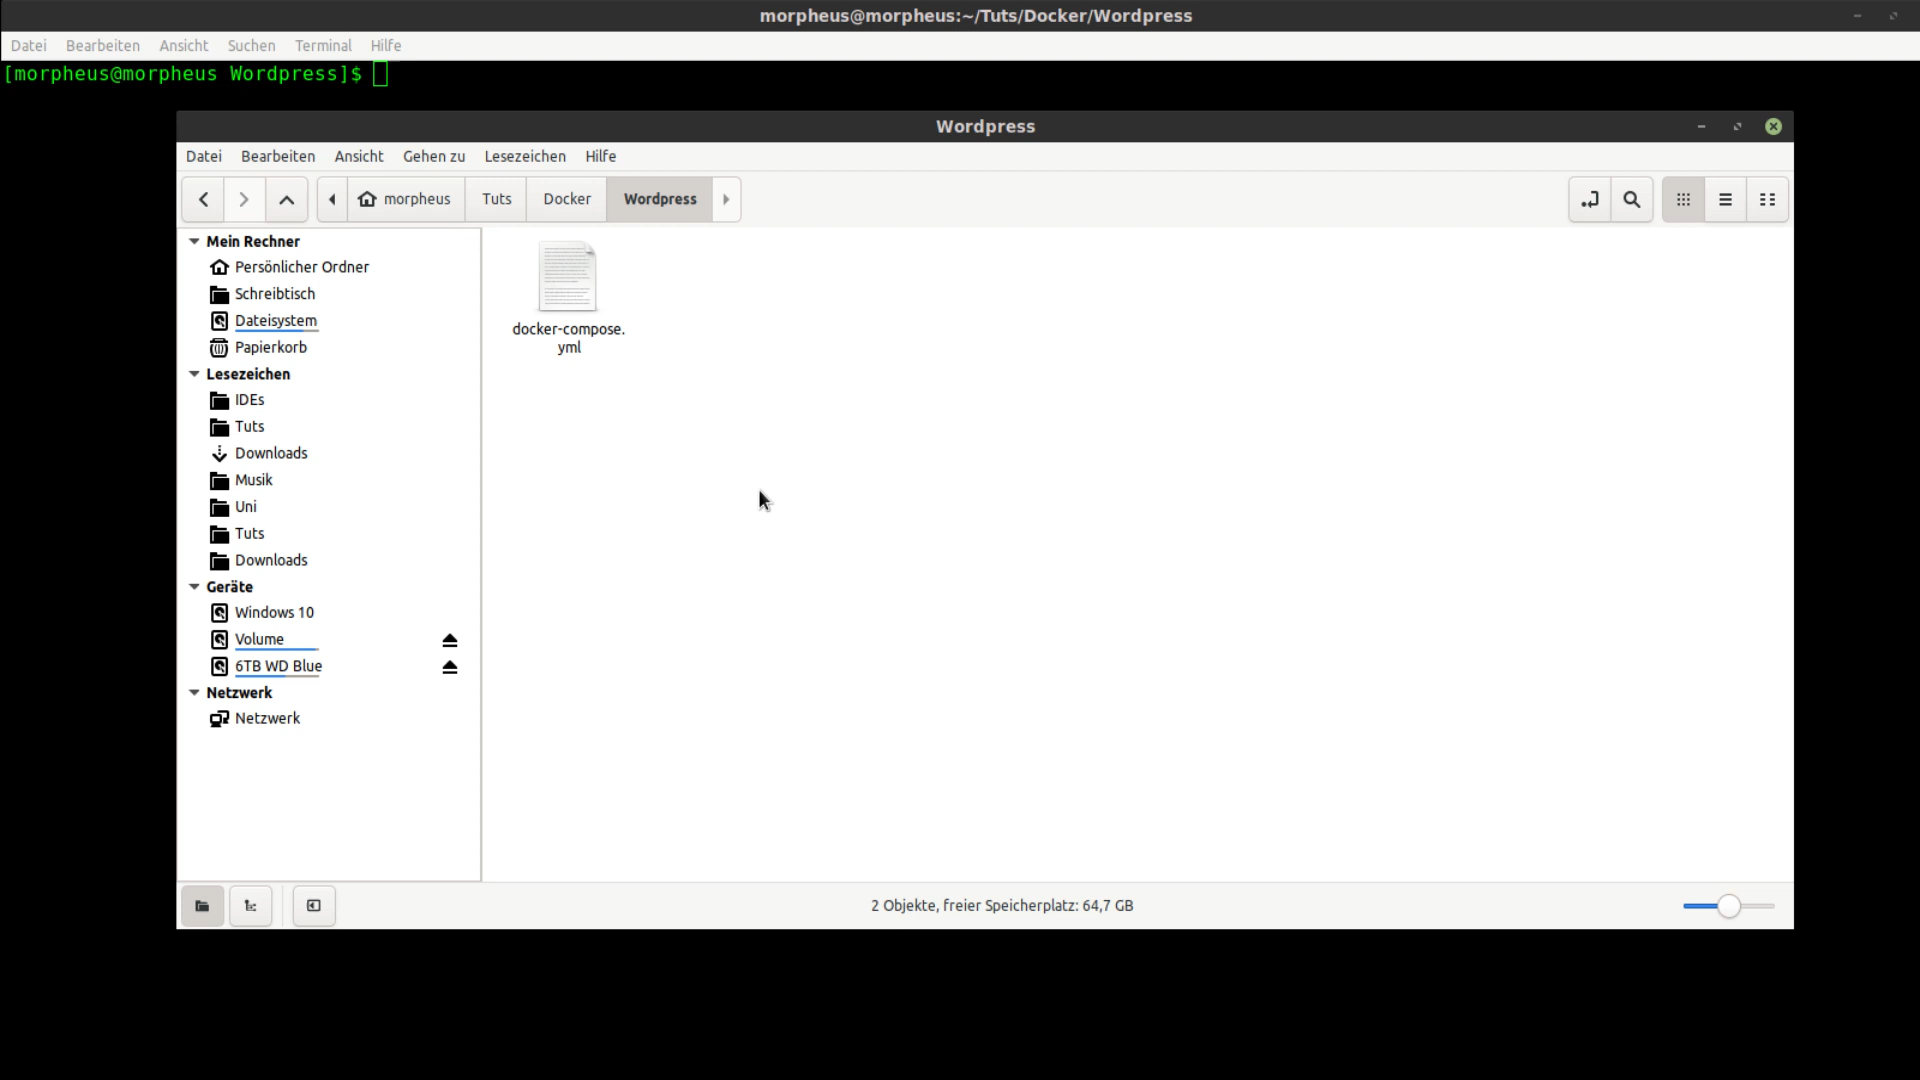 morpheus@morpheus:~/Tuts/Docker/Wordpress
Datei Bearbeiten Ansicht Suchen Terminal Hilfe
[morpheus@morpheus Wordpress]$
Wordpress
Datei Bearbeiten Ansicht Gehen zu Lesezeichen Hilfe
morpheus Tuts Docker Wordpress
Mein Rechner
Persönlicher Ordner
Schreibtisch
Dateisystem
Papierkorb
Lesezeichen
IDEs
Tuts
Downloads
Musik
Uni
Tuts
Downloads
Geräte
Windows 10
Volume
6TB WD Blue
Netzwerk
Netzwerk
docker-compose.
yml
2 Objekte, freier Speicherplatz: 64,7 GB